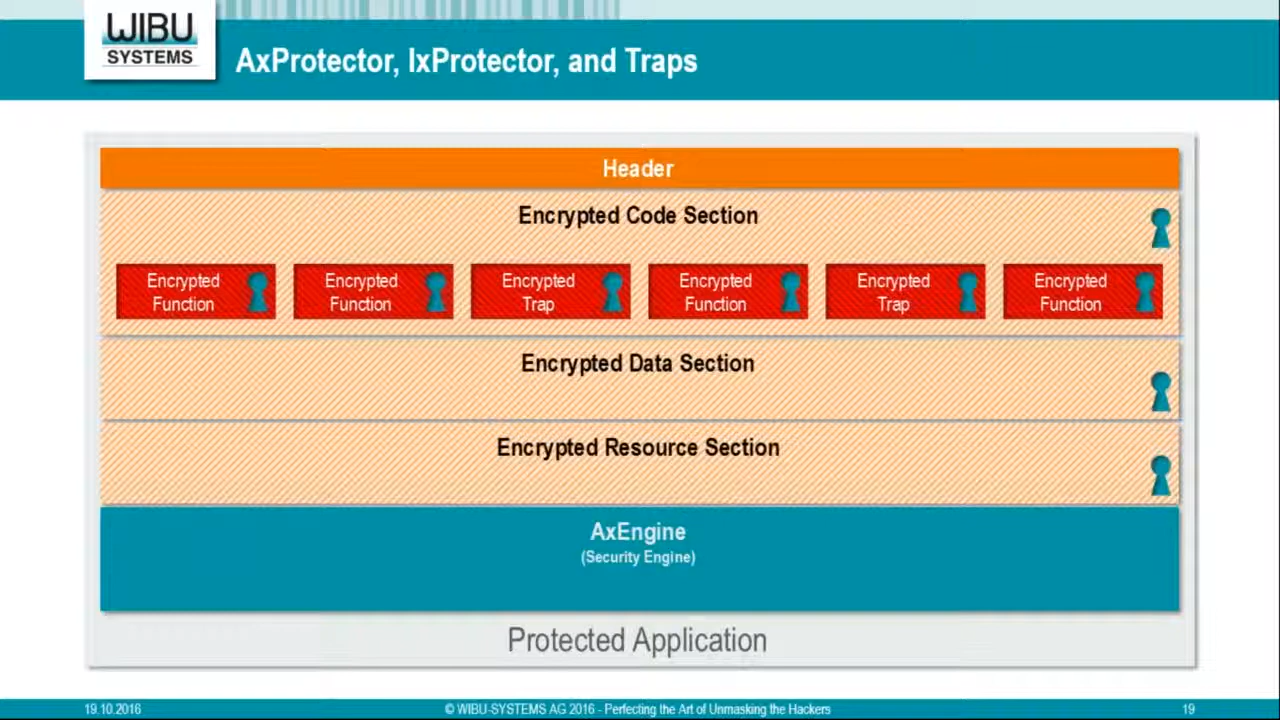 WIBU
SYSTEMS
AxProtector, IxProtector, and Traps
Header
Encrypted Code Section
Encrypted
Function
Encrypted
Function
Encrypted
Trap
Encrypted
Function
Encrypted
Trap
Encrypted
Function
Encrypted Data Section
Encrypted Resource Section
AxEngine
(Security Engine)
Protected Application
19.10.2016
© WIBU-SYSTEMS AG 2016 - Perfecting the Art of Unmasking the Hackers
19